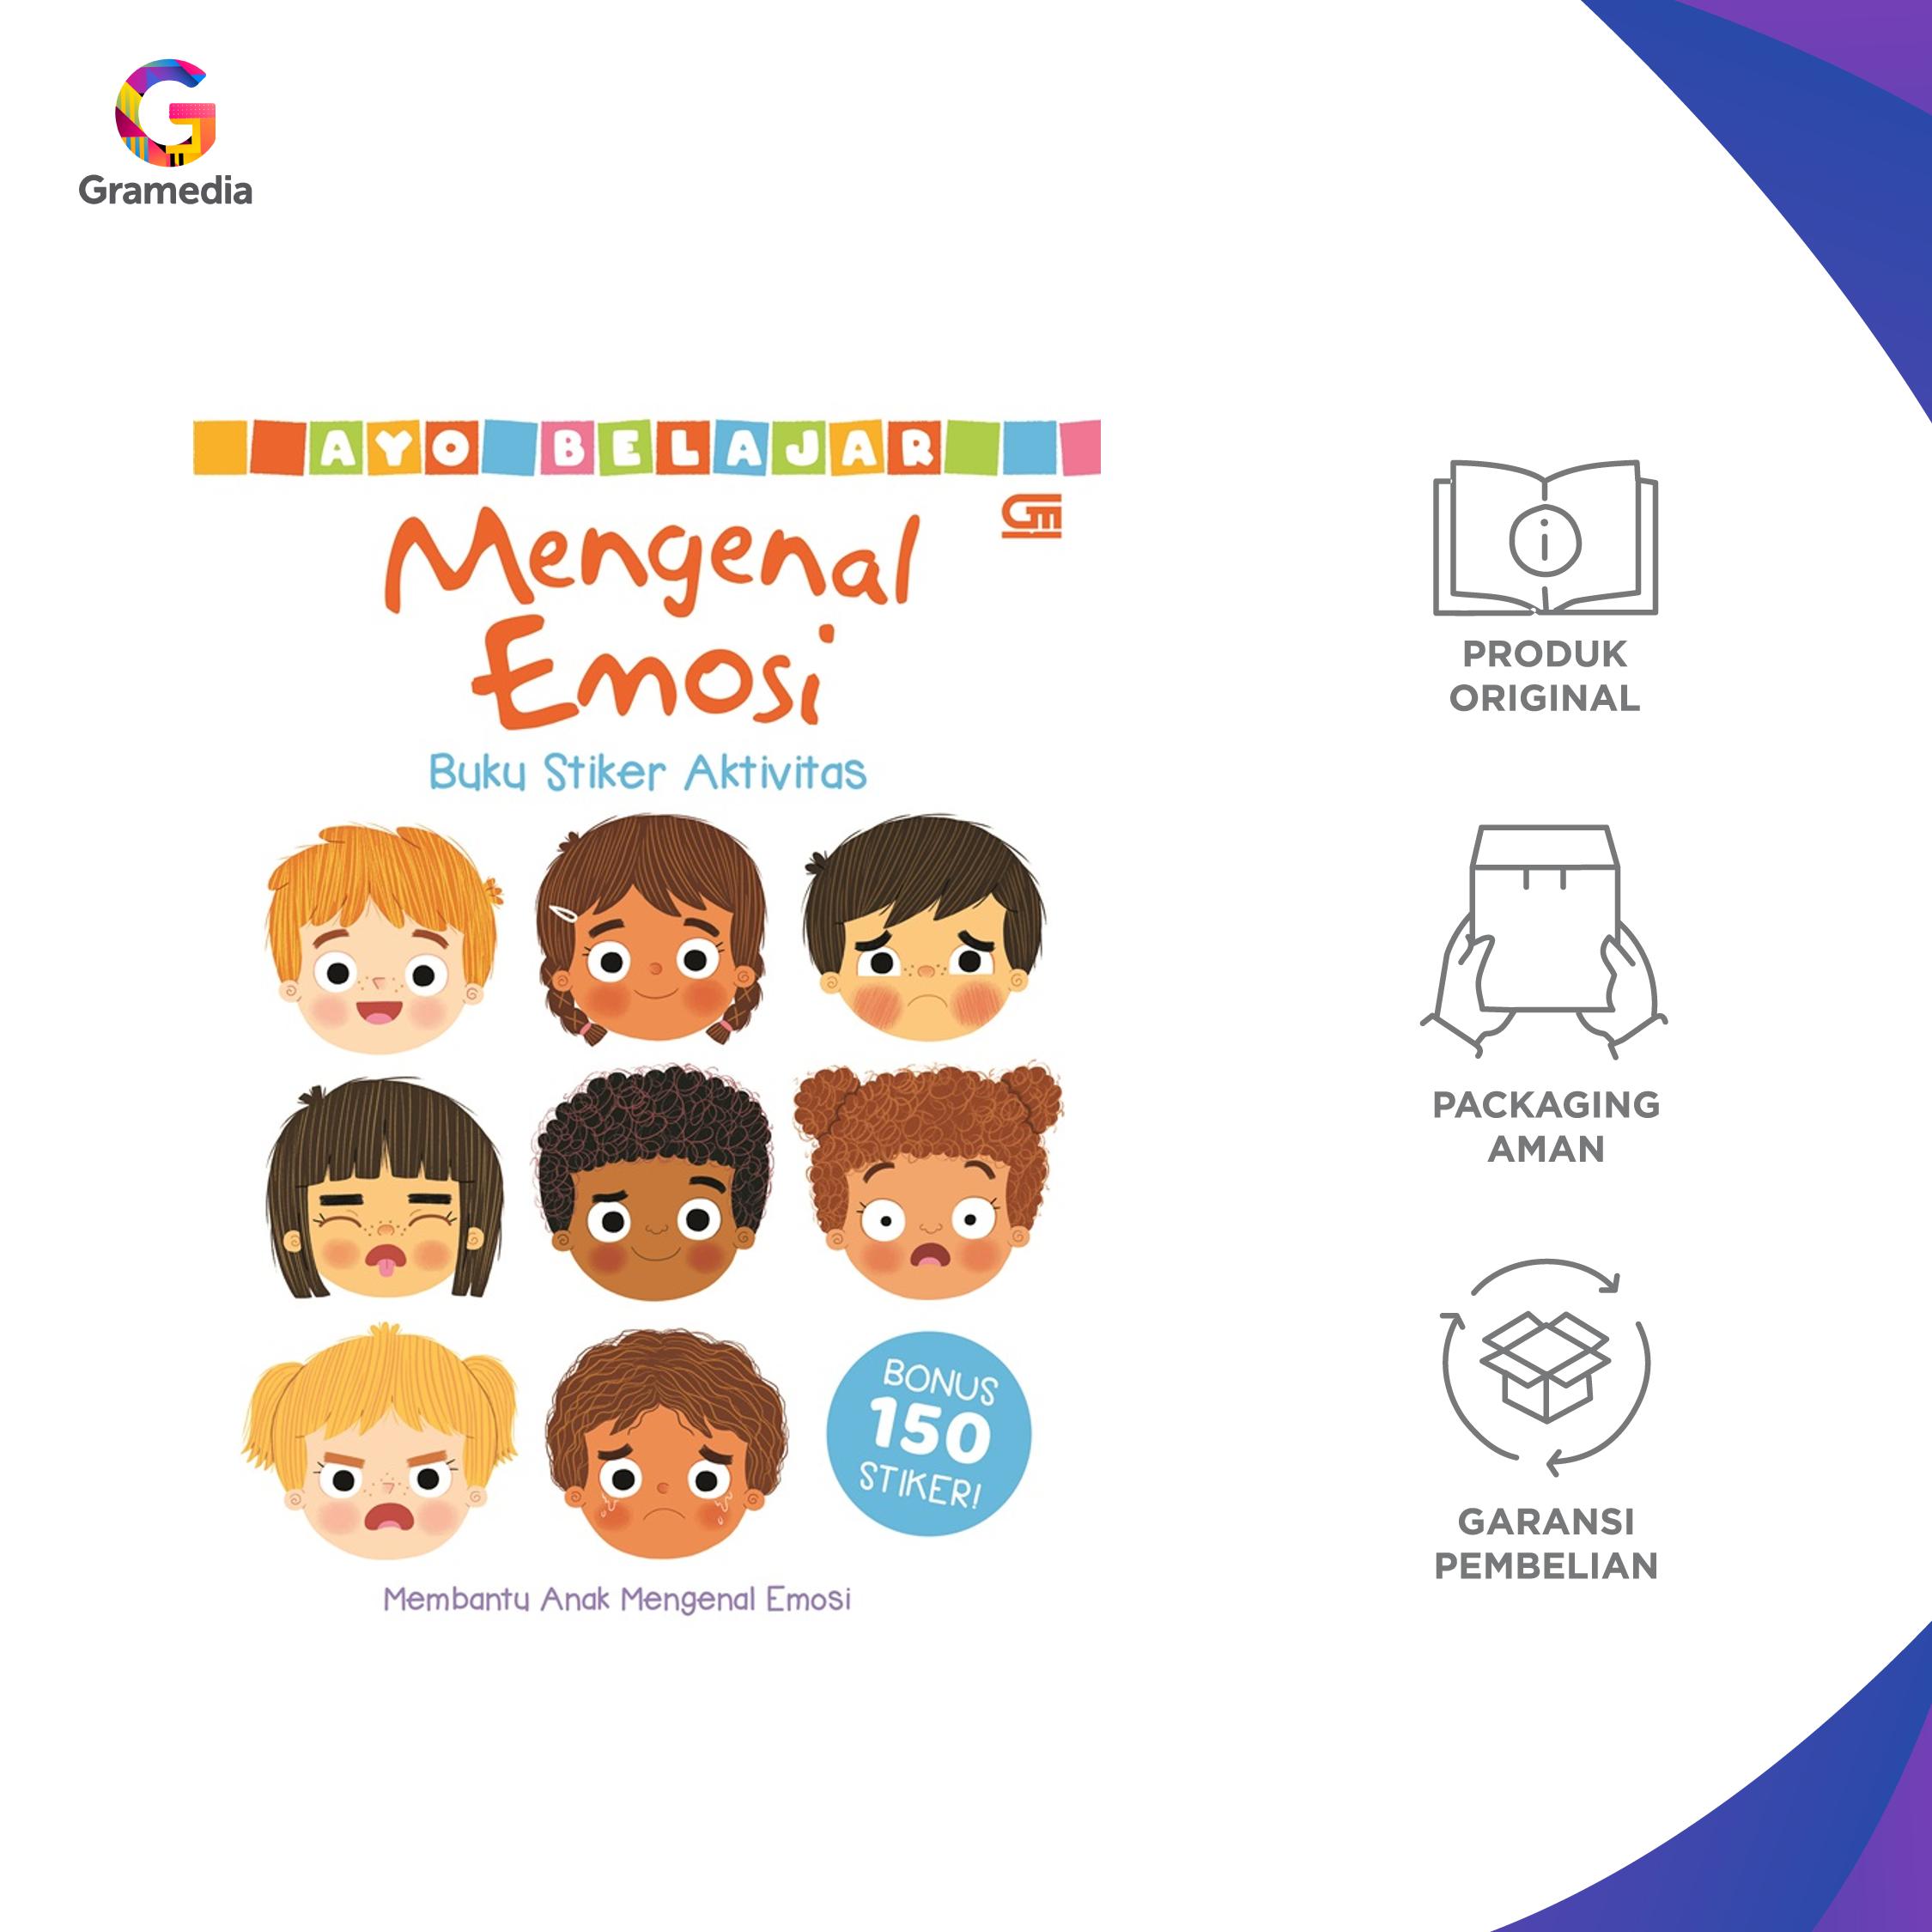 Gramedia
AYO BELAJAR
Gm
Mengenal
Emosi
Buku Stiker Aktivitas
BONUS
150
STIKER!
Membantu Anak Mengenal Emosi
PRODUK
ORIGINAL
PACKAGING
AMAN
GARANSI
PEMBELIAN